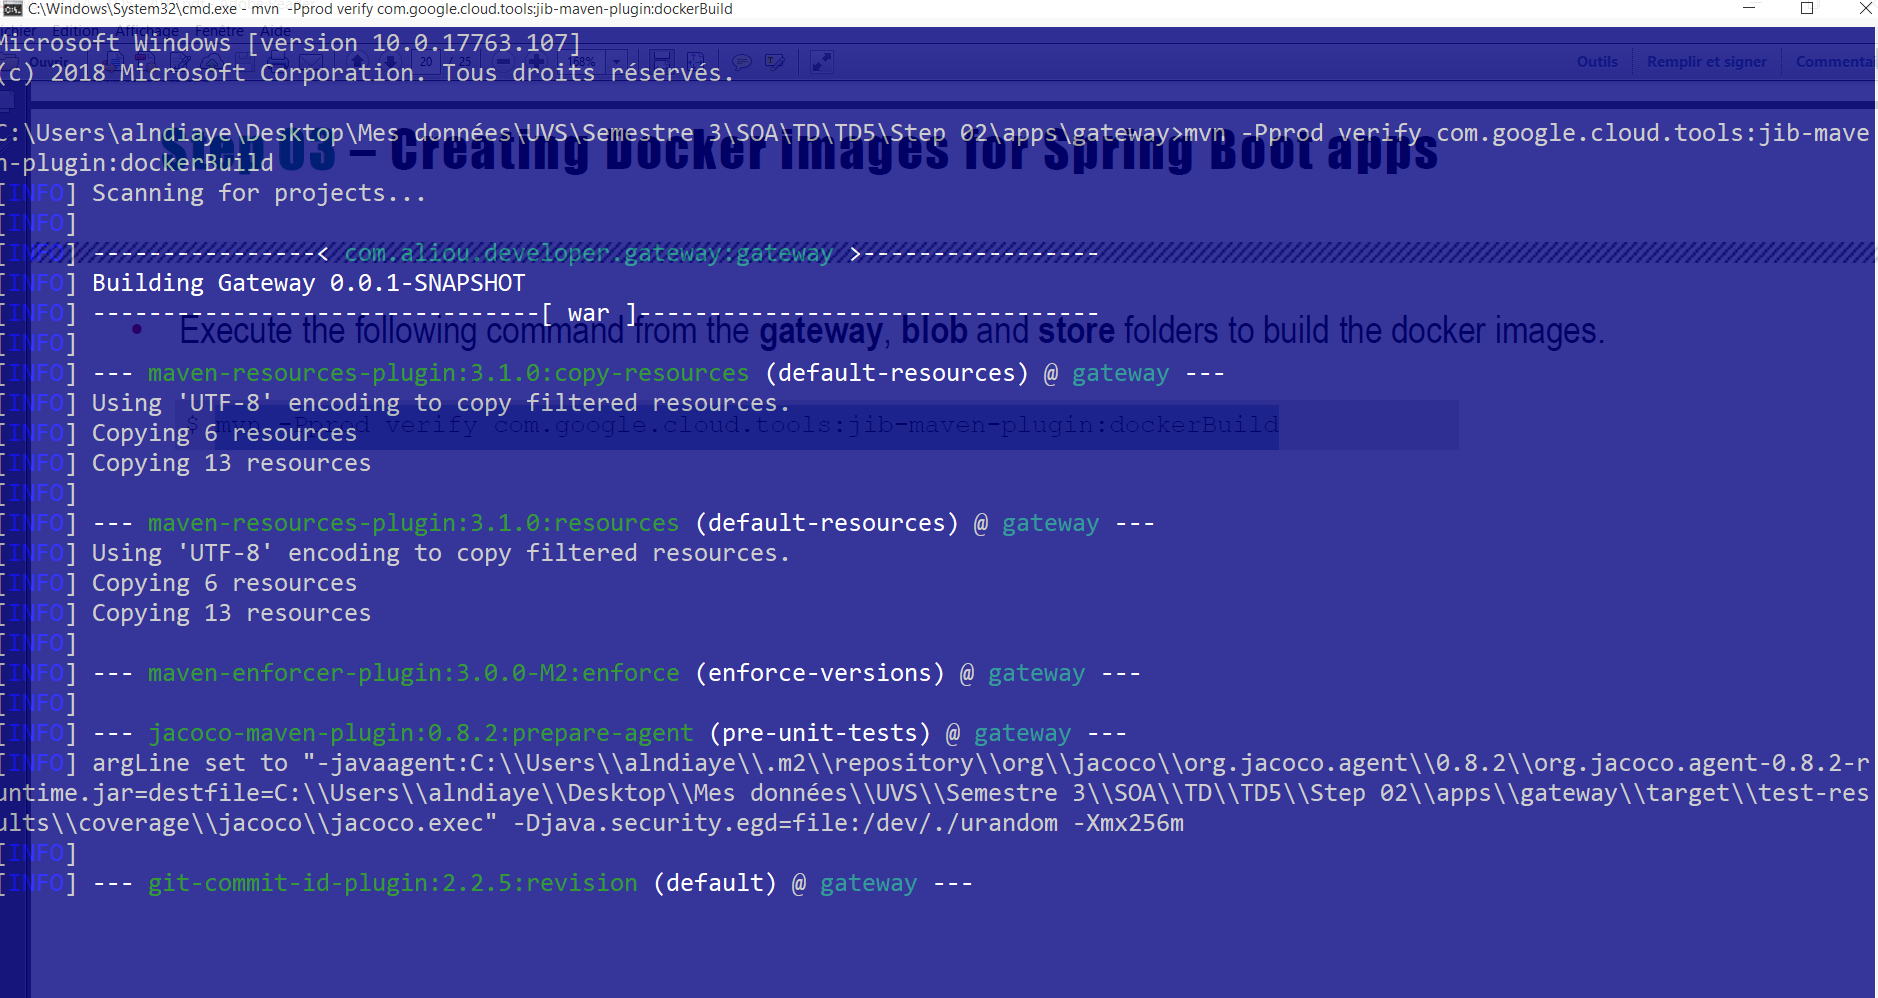 C:\Windows\System32\cmd.exe - mvn  -Pprod verify com.google.cloud.tools:jib-maven-plugin:dockerBuild
Fichier Edition Affichage Fenêtre Aide
Microsoft Windows [version 10.0.17763.107]
Ouvrir 20 / 25 168% Outils Remplir et signer Commenta
(c) 2018 Microsoft Corporation. Tous droits réservés.
C:\Users\alndiaye\Desktop\Mes données\UVS\Semestre 3\SOA\TD\TD5\Step 02\apps\gateway>mvn -Pprod verify com.google.cloud.tools:jib-mave
n-plugin:dockerBuild
Step 03 – Creating Docker images for Spring Boot apps
[INFO] Scanning for projects...
[INFO]
[INFO] ----------------< com.aliou.developer.gateway:gateway >-----------------
[INFO] Building Gateway 0.0.1-SNAPSHOT
[INFO] --------------------------------[ war ]---------------------------------
• Execute the following command from the gateway, blob and store folders to build the docker images.
[INFO]
[INFO] --- maven-resources-plugin:3.1.0:copy-resources (default-resources) @ gateway ---
[INFO] Using 'UTF-8' encoding to copy filtered resources.
$ mvn -Pprod verify com.google.cloud.tools:jib-maven-plugin:dockerBuild
[INFO] Copying 6 resources
[INFO] Copying 13 resources
[INFO]
[INFO] --- maven-resources-plugin:3.1.0:resources (default-resources) @ gateway ---
[INFO] Using 'UTF-8' encoding to copy filtered resources.
[INFO] Copying 6 resources
[INFO] Copying 13 resources
[INFO]
[INFO] --- maven-enforcer-plugin:3.0.0-M2:enforce (enforce-versions) @ gateway ---
[INFO]
[INFO] --- jacoco-maven-plugin:0.8.2:prepare-agent (pre-unit-tests) @ gateway ---
[INFO] argLine set to "-javaagent:C:\\Users\\alndiaye\\.m2\\repository\\org\\jacoco\\org.jacoco.agent\\0.8.2\\org.jacoco.agent-0.8.2-r
untime.jar=destfile=C:\\Users\\alndiaye\\Desktop\\Mes données\\UVS\\Semestre 3\\SOA\\TD\\TD5\\Step 02\\apps\\gateway\\target\\test-res
ults\\coverage\\jacoco\\jacoco.exec" -Djava.security.egd=file:/dev/./urandom -Xmx256m
[INFO]
[INFO] --- git-commit-id-plugin:2.2.5:revision (default) @ gateway ---